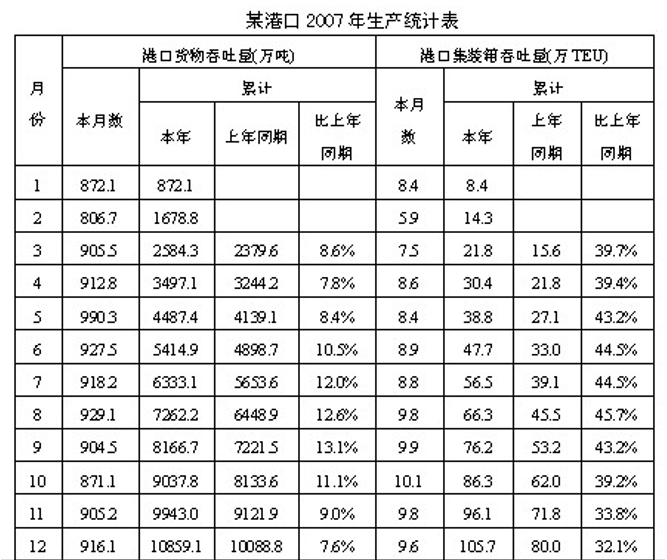 某港口2007年生产统计表
月份 港口货物吞吐量(万吨) 港口集装箱吞吐量(万TEU)
本月数 累计 本月数 累计
本年 上年同期 比上年同期 本年 上年同期 比上年同期
1 872.1 872.1 8.4 8.4
2 806.7 1678.8 5.9 14.3
3 905.5 2584.3 2379.6 8.6% 7.5 21.8 15.6 39.7%
4 912.8 3497.1 3244.2 7.8% 8.6 30.4 21.8 39.4%
5 990.3 4487.4 4139.1 8.4% 8.4 38.8 27.1 43.2%
6 927.5 5414.9 4898.7 10.5% 8.9 47.7 33.0 44.5%
7 918.2 6333.1 5653.6 12.0% 8.8 56.5 39.1 44.5%
8 929.1 7262.2 6448.9 12.6% 9.8 66.3 45.5 45.7%
9 904.5 8166.7 7221.5 13.1% 9.9 76.2 53.2 43.2%
10 871.1 9037.8 8133.6 11.1% 10.1 86.3 62.0 39.2%
11 905.2 9943.0 9121.9 9.0% 9.8 96.1 71.8 33.8%
12 916.1 10859.1 10088.8 7.6% 9.6 105.7 80.0 32.1%